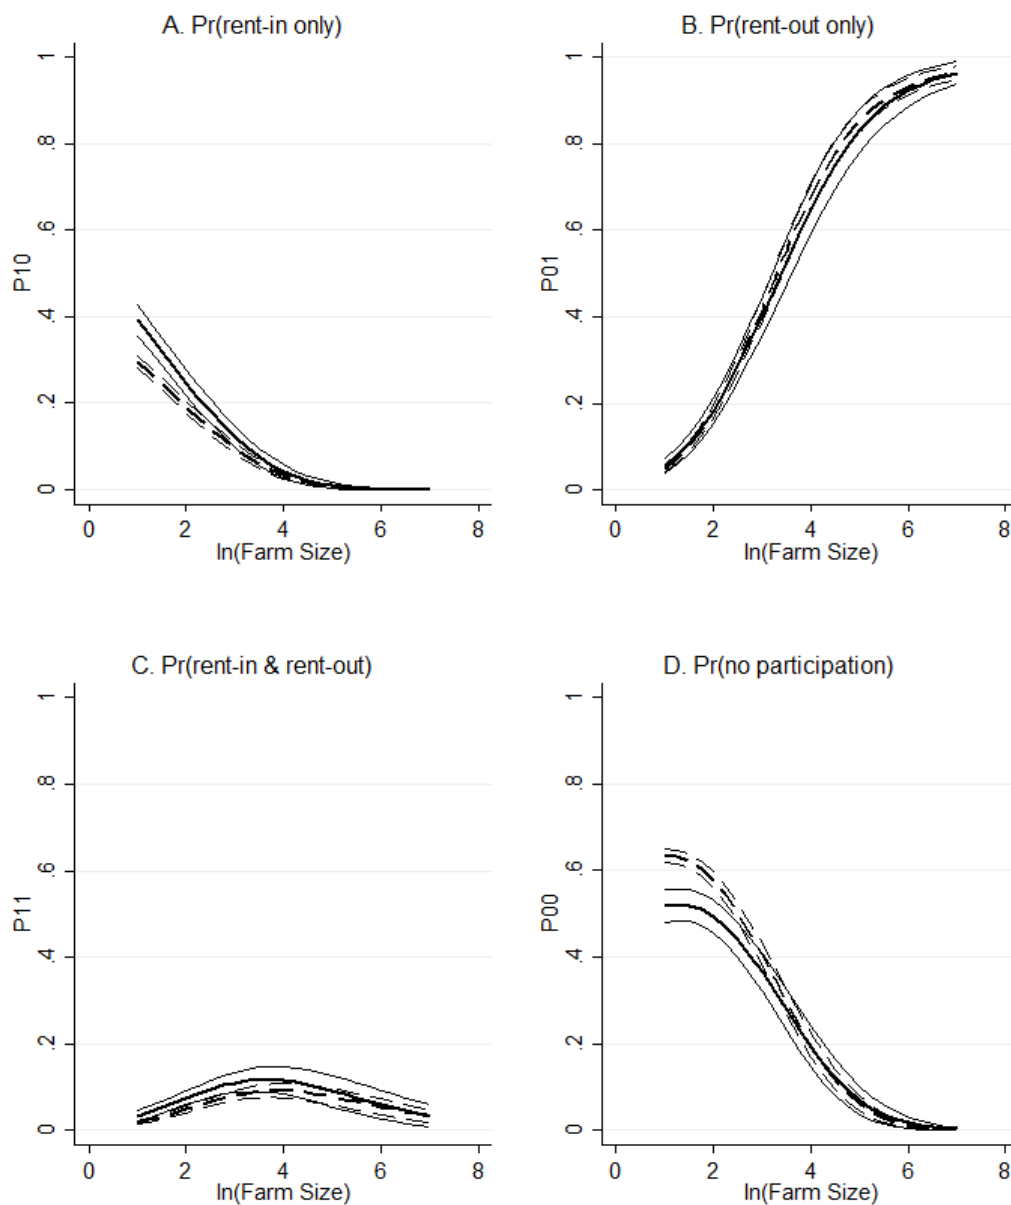 A. Pr(rent-in only)
P10
1
.8
.6
.4
.2
0
0 2 4 6 8
ln(Farm Size)
B. Pr(rent-out only)
P01
1
.8
.6
.4
.2
0
0 2 4 6 8
ln(Farm Size)
C. Pr(rent-in & rent-out)
P11
1
.8
.6
.4
.2
0
0 2 4 6 8
ln(Farm Size)
D. Pr(no participation)
P00
1
.8
.6
.4
.2
0
0 2 4 6 8
ln(Farm Size)